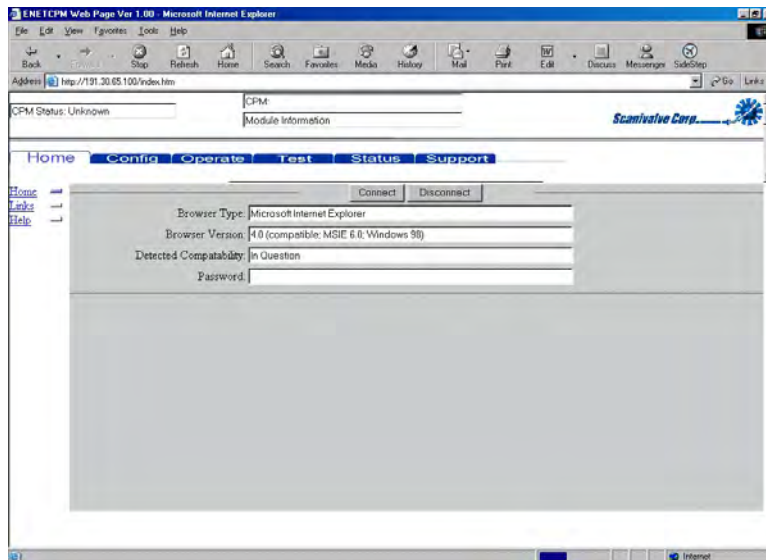 ENETCPM Web Page Ver 1.00 - Microsoft Internet Explorer
File Edit View Favorites Tools Help
Back Stop Refresh Home Search Favorites Media History Mail Print Edit Discuss Messenger SideStep
Address http://191.30.65.100/index.htm Go Links
CPM Status: Unknown
CPM:
Module Information
Scanivalve Corp.
Home Config Operate Test Status Support
Home
Links
Help
Connect Disconnect
Browser Type: Microsoft Internet Explorer
Browser Version: 4.0 (compatible; MSIE 6.0; Windows 98)
Detected Compatability: In Question
Password:
Internet